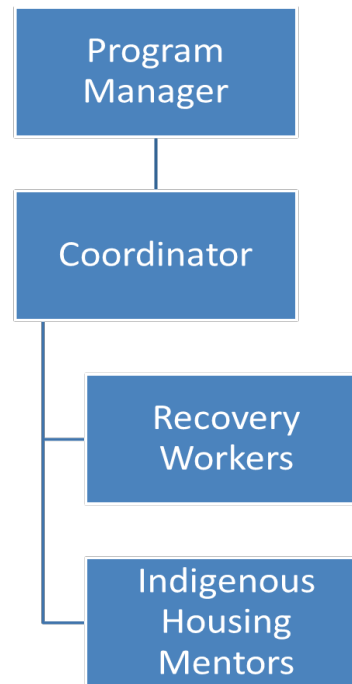 Program
Manager
Coordinator
Recovery
Workers
Indigenous
Housing
Mentors